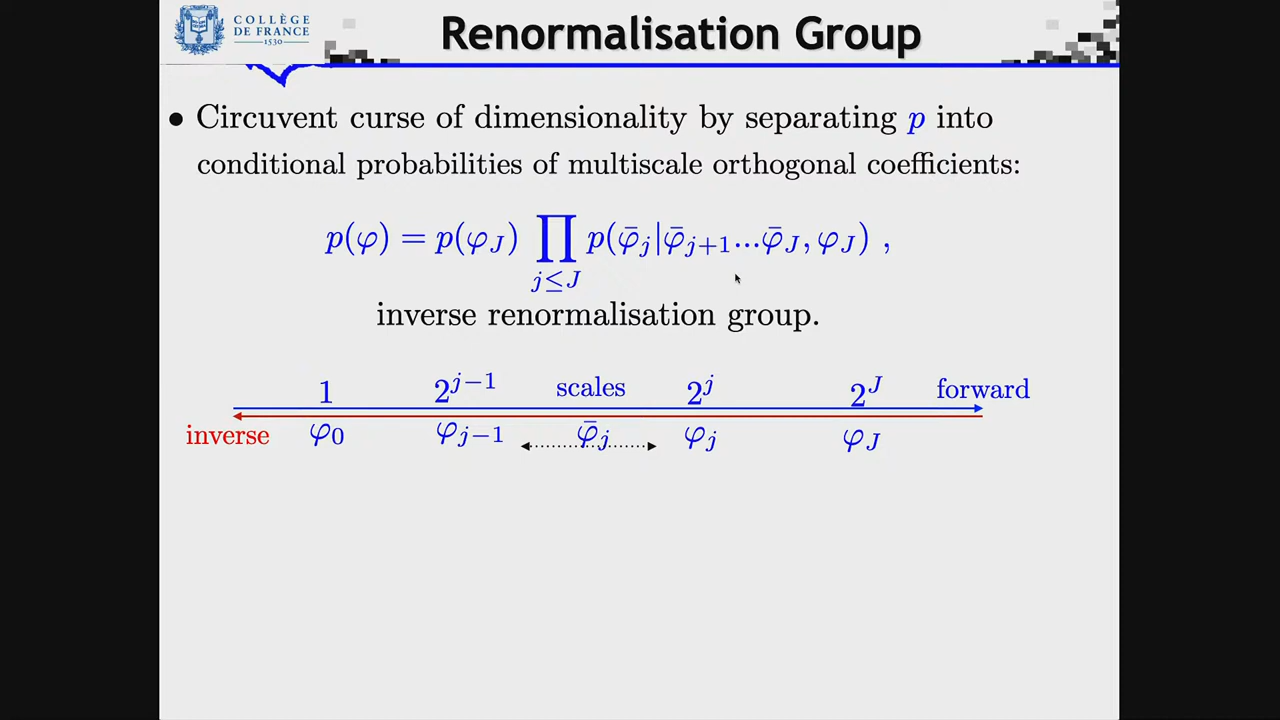 COLLÈGE
DE FRANCE
1530
Renormalisation Group
• Circuvent curse of dimensionality by separating p into
conditional probabilities of multiscale orthogonal coefficients:
p(φ) = p(φ_J) ∏_{j≤J} p(φ̄_j|φ̄_{j+1}...φ̄_J, φ_J) ,
inverse renormalisation group.
1 2^{j−1} scales 2^j 2^J forward
inverse φ_0 φ_{j−1} φ̄_j φ_j φ_J